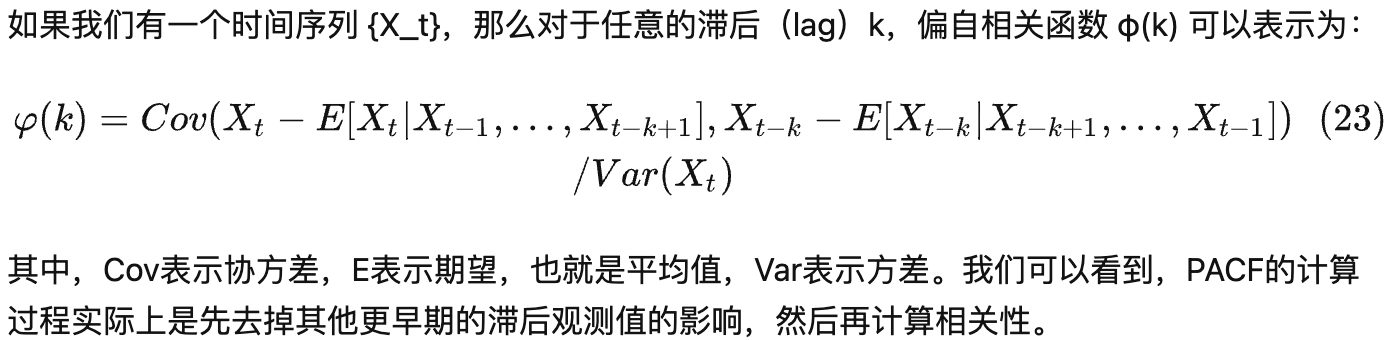 如果我们有一个时间序列 {X_t}，那么对于任意的滞后（lag）k，偏自相关函数 φ(k) 可以表示为：
φ(k) = Cov(X_t − E[X_t|X_{t−1}, . . . , X_{t−k+1}], X_{t−k} − E[X_{t−k}|X_{t−k+1}, . . . , X_{t−1}]) (23)
/Var(X_t)
其中，Cov表示协方差，E表示期望，也就是平均值，Var表示方差。我们可以看到，PACF的计算
过程实际上是先去掉其他更早期的滞后观测值的影响，然后再计算相关性。